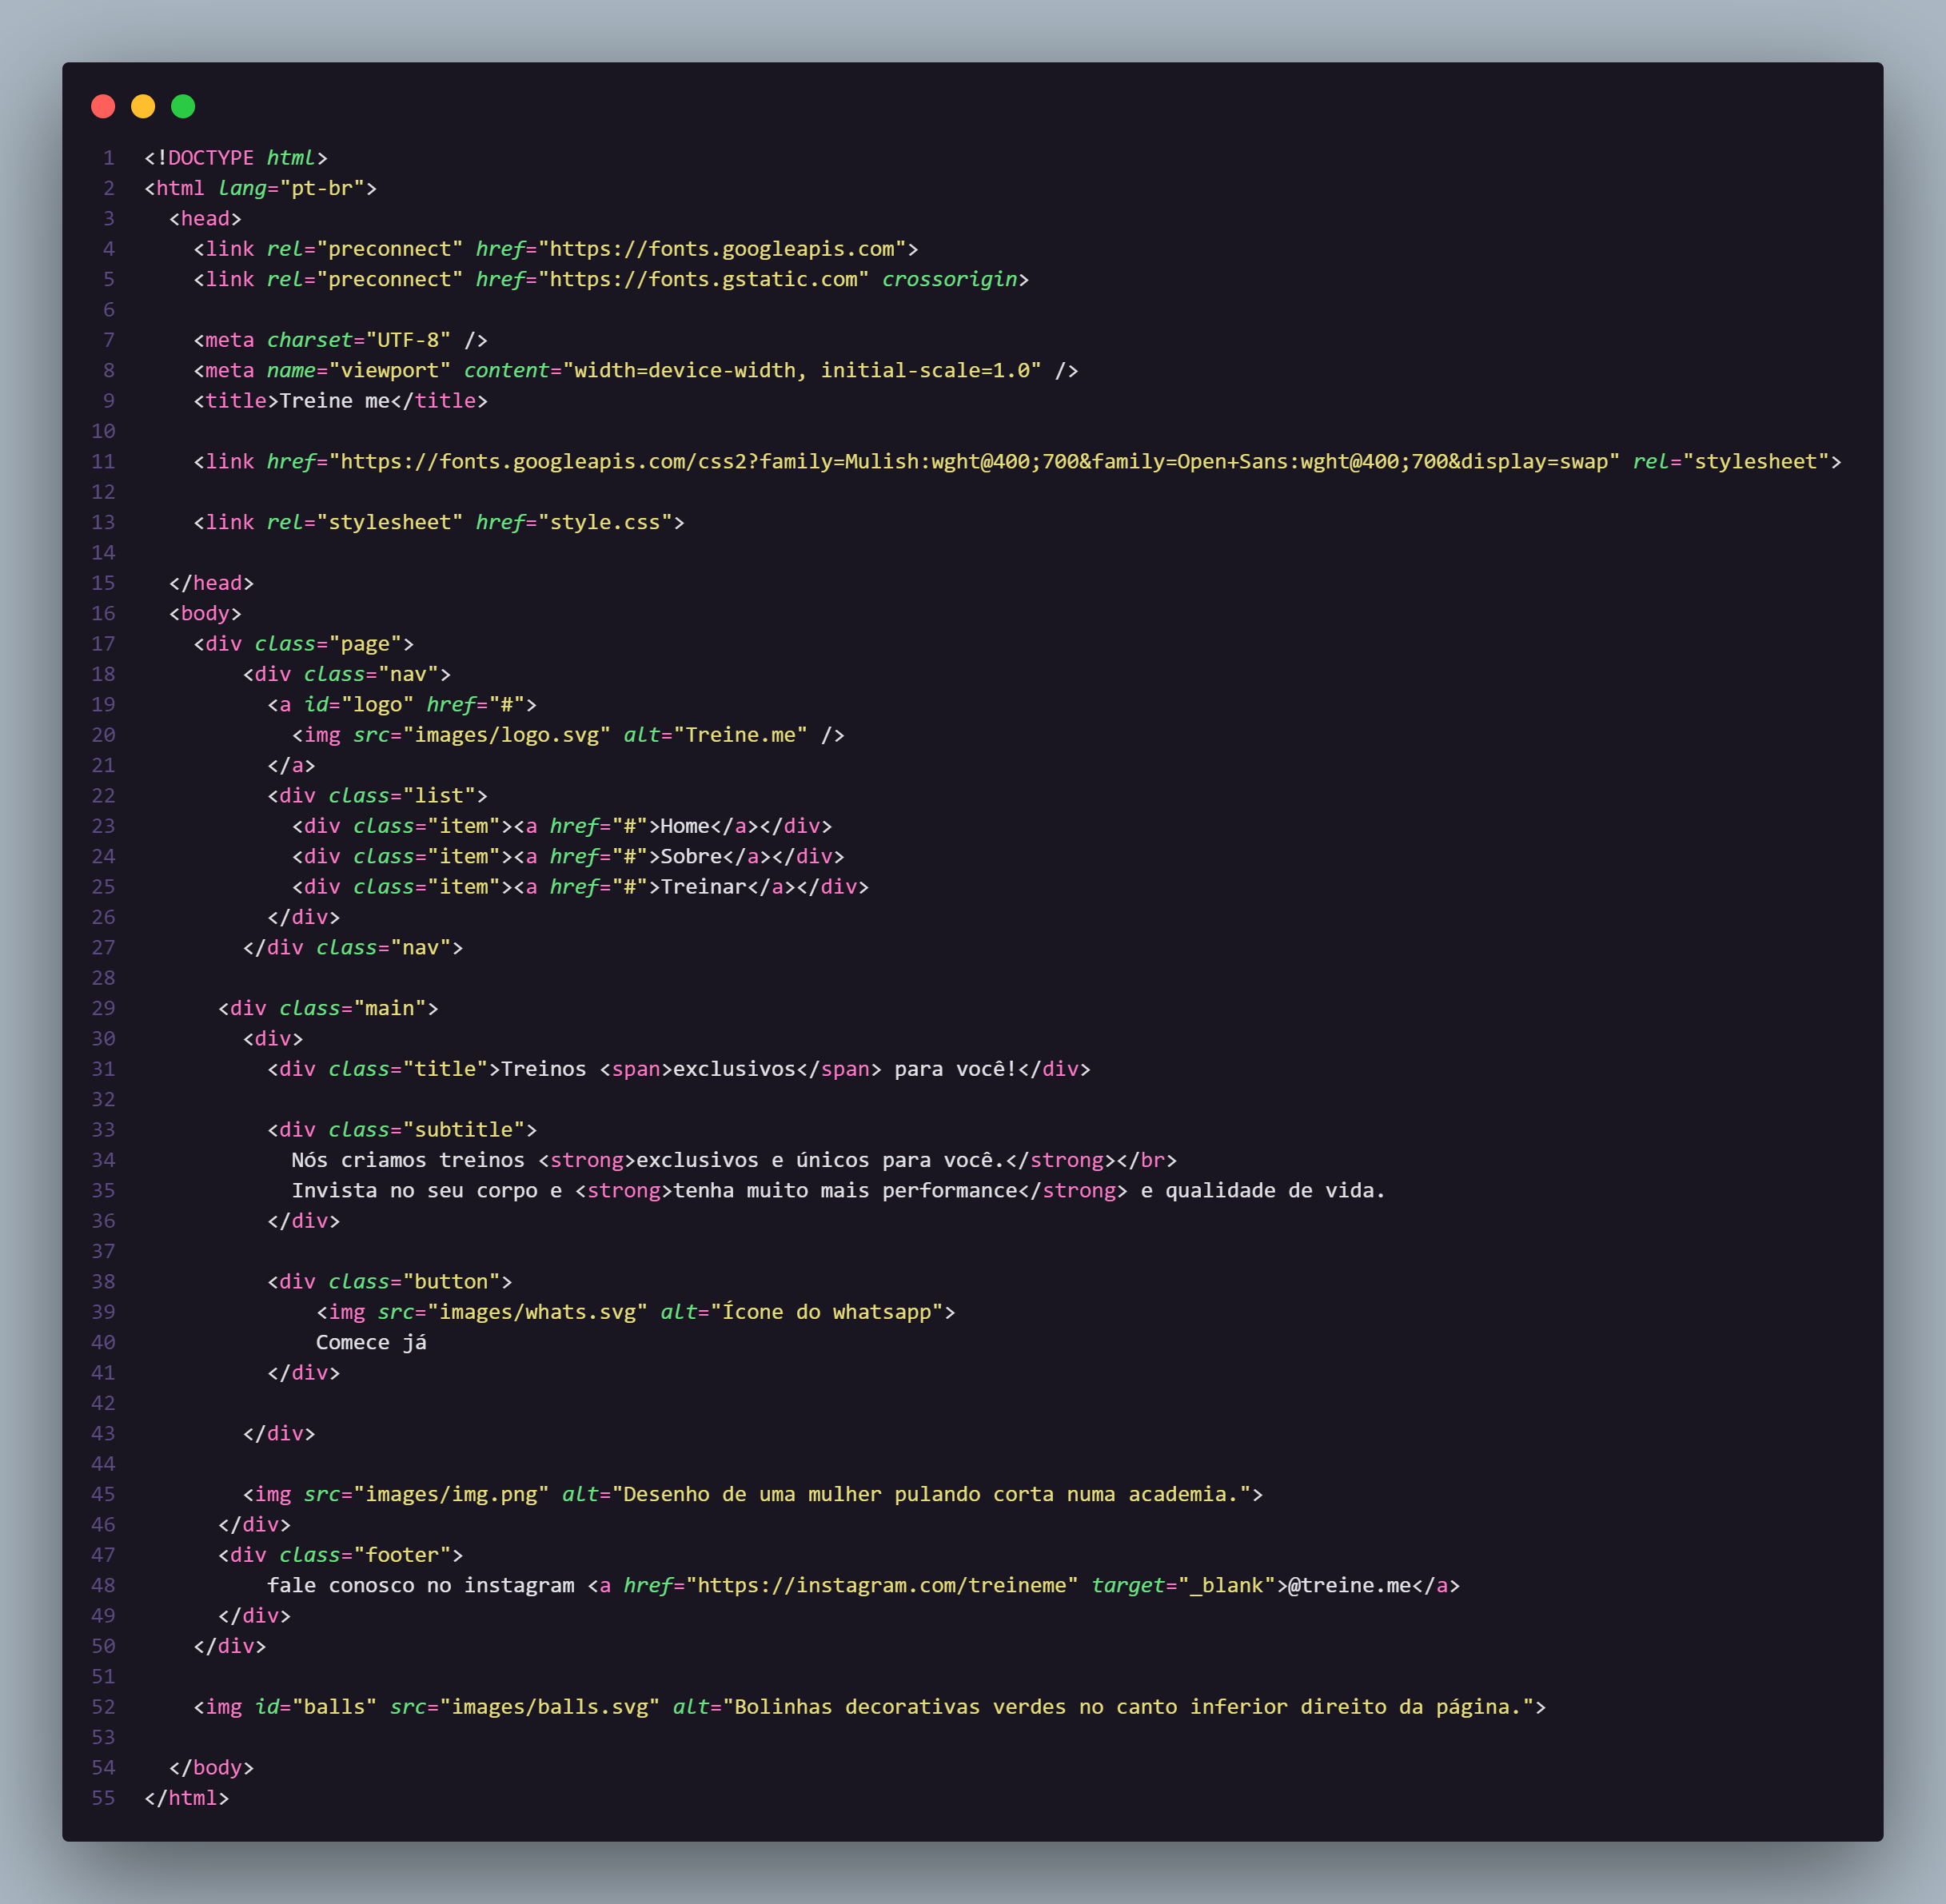 1 <!DOCTYPE html>
2 <html lang="pt-br">
3   <head>
4     <link rel="preconnect" href="https://fonts.googleapis.com">
5     <link rel="preconnect" href="https://fonts.gstatic.com" crossorigin>
6
7     <meta charset="UTF-8" />
8     <meta name="viewport" content="width=device-width, initial-scale=1.0" />
9     <title>Treine me</title>
10
11     <link href="https://fonts.googleapis.com/css2?family=Mulish:wght@400;700&family=Open+Sans:wght@400;700&display=swap" rel="stylesheet">
12
13     <link rel="stylesheet" href="style.css">
14
15   </head>
16   <body>
17     <div class="page">
18         <div class="nav">
19           <a id="logo" href="#">
20             <img src="images/logo.svg" alt="Treine.me" />
21           </a>
22           <div class="list">
23             <div class="item"><a href="#">Home</a></div>
24             <div class="item"><a href="#">Sobre</a></div>
25             <div class="item"><a href="#">Treinar</a></div>
26           </div>
27         </div class="nav">
28
29       <div class="main">
30         <div>
31           <div class="title">Treinos <span>exclusivos</span> para você!</div>
32
33           <div class="subtitle">
34             Nós criamos treinos <strong>exclusivos e únicos para você.</strong></br>
35             Invista no seu corpo e <strong>tenha muito mais performance</strong> e qualidade de vida.
36           </div>
37
38           <div class="button">
39               <img src="images/whats.svg" alt="Ícone do whatsapp">
40               Comece já
41           </div>
42
43         </div>
44
45         <img src="images/img.png" alt="Desenho de uma mulher pulando corta numa academia.">
46       </div>
47       <div class="footer">
48           fale conosco no instagram <a href="https://instagram.com/treineme" target="_blank">@treine.me</a>
49       </div>
50     </div>
51
52     <img id="balls" src="images/balls.svg" alt="Bolinhas decorativas verdes no canto inferior direito da página.">
53
54   </body>
55 </html>